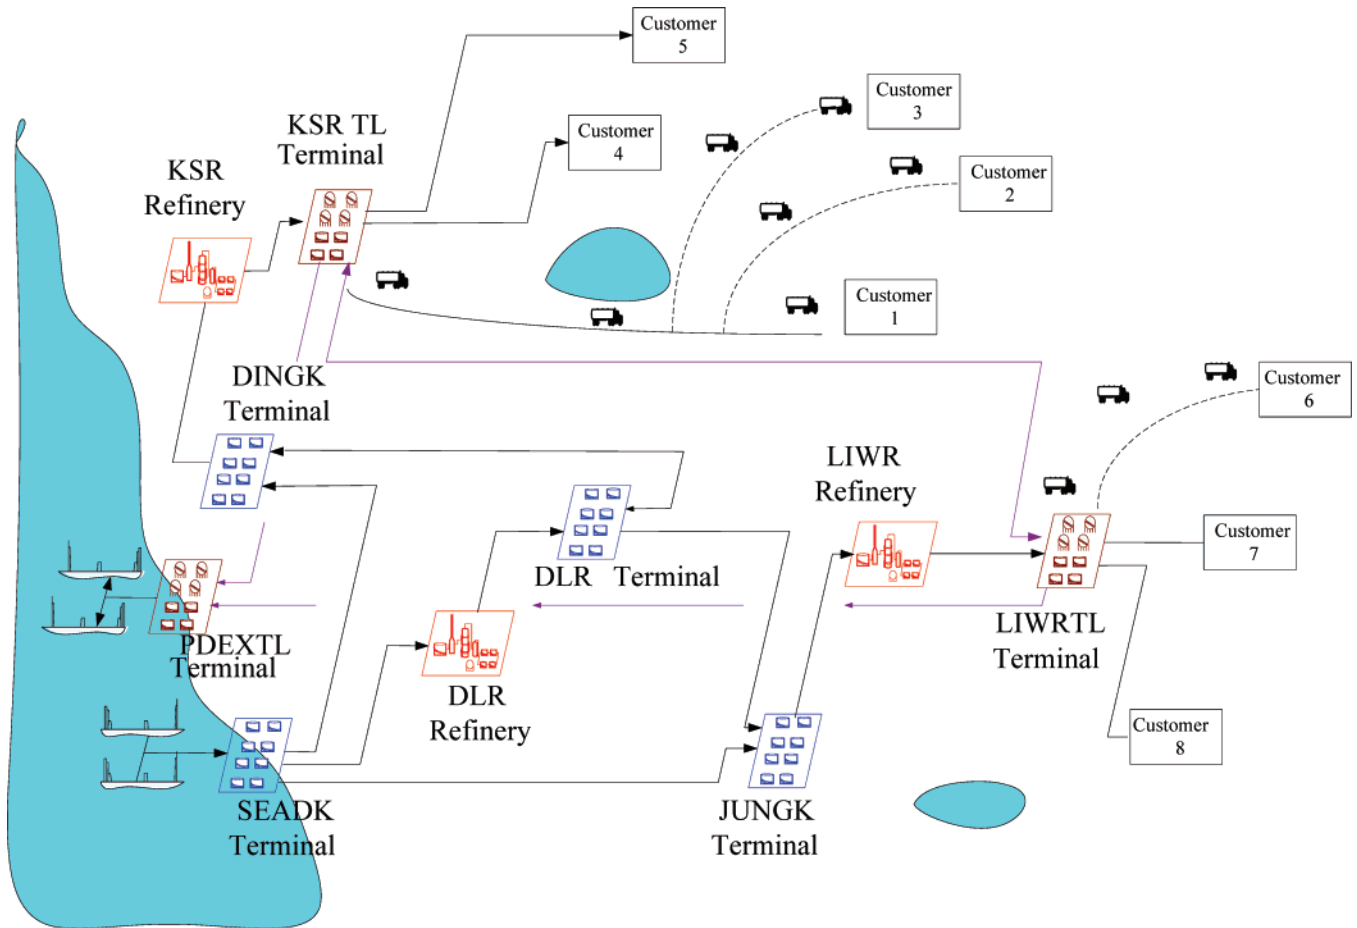 Customer
5
Customer
3
KSR TL
Terminal
Customer
4
KSR
Refinery
Customer
2
Customer
1
DINGK
Terminal
Customer
6
LIWR
Refinery
Customer
7
DLR Terminal
PDEXTL
Terminal
LIWRTL
Terminal
DLR
Refinery
Customer
8
SEADK
Terminal
JUNGK
Terminal